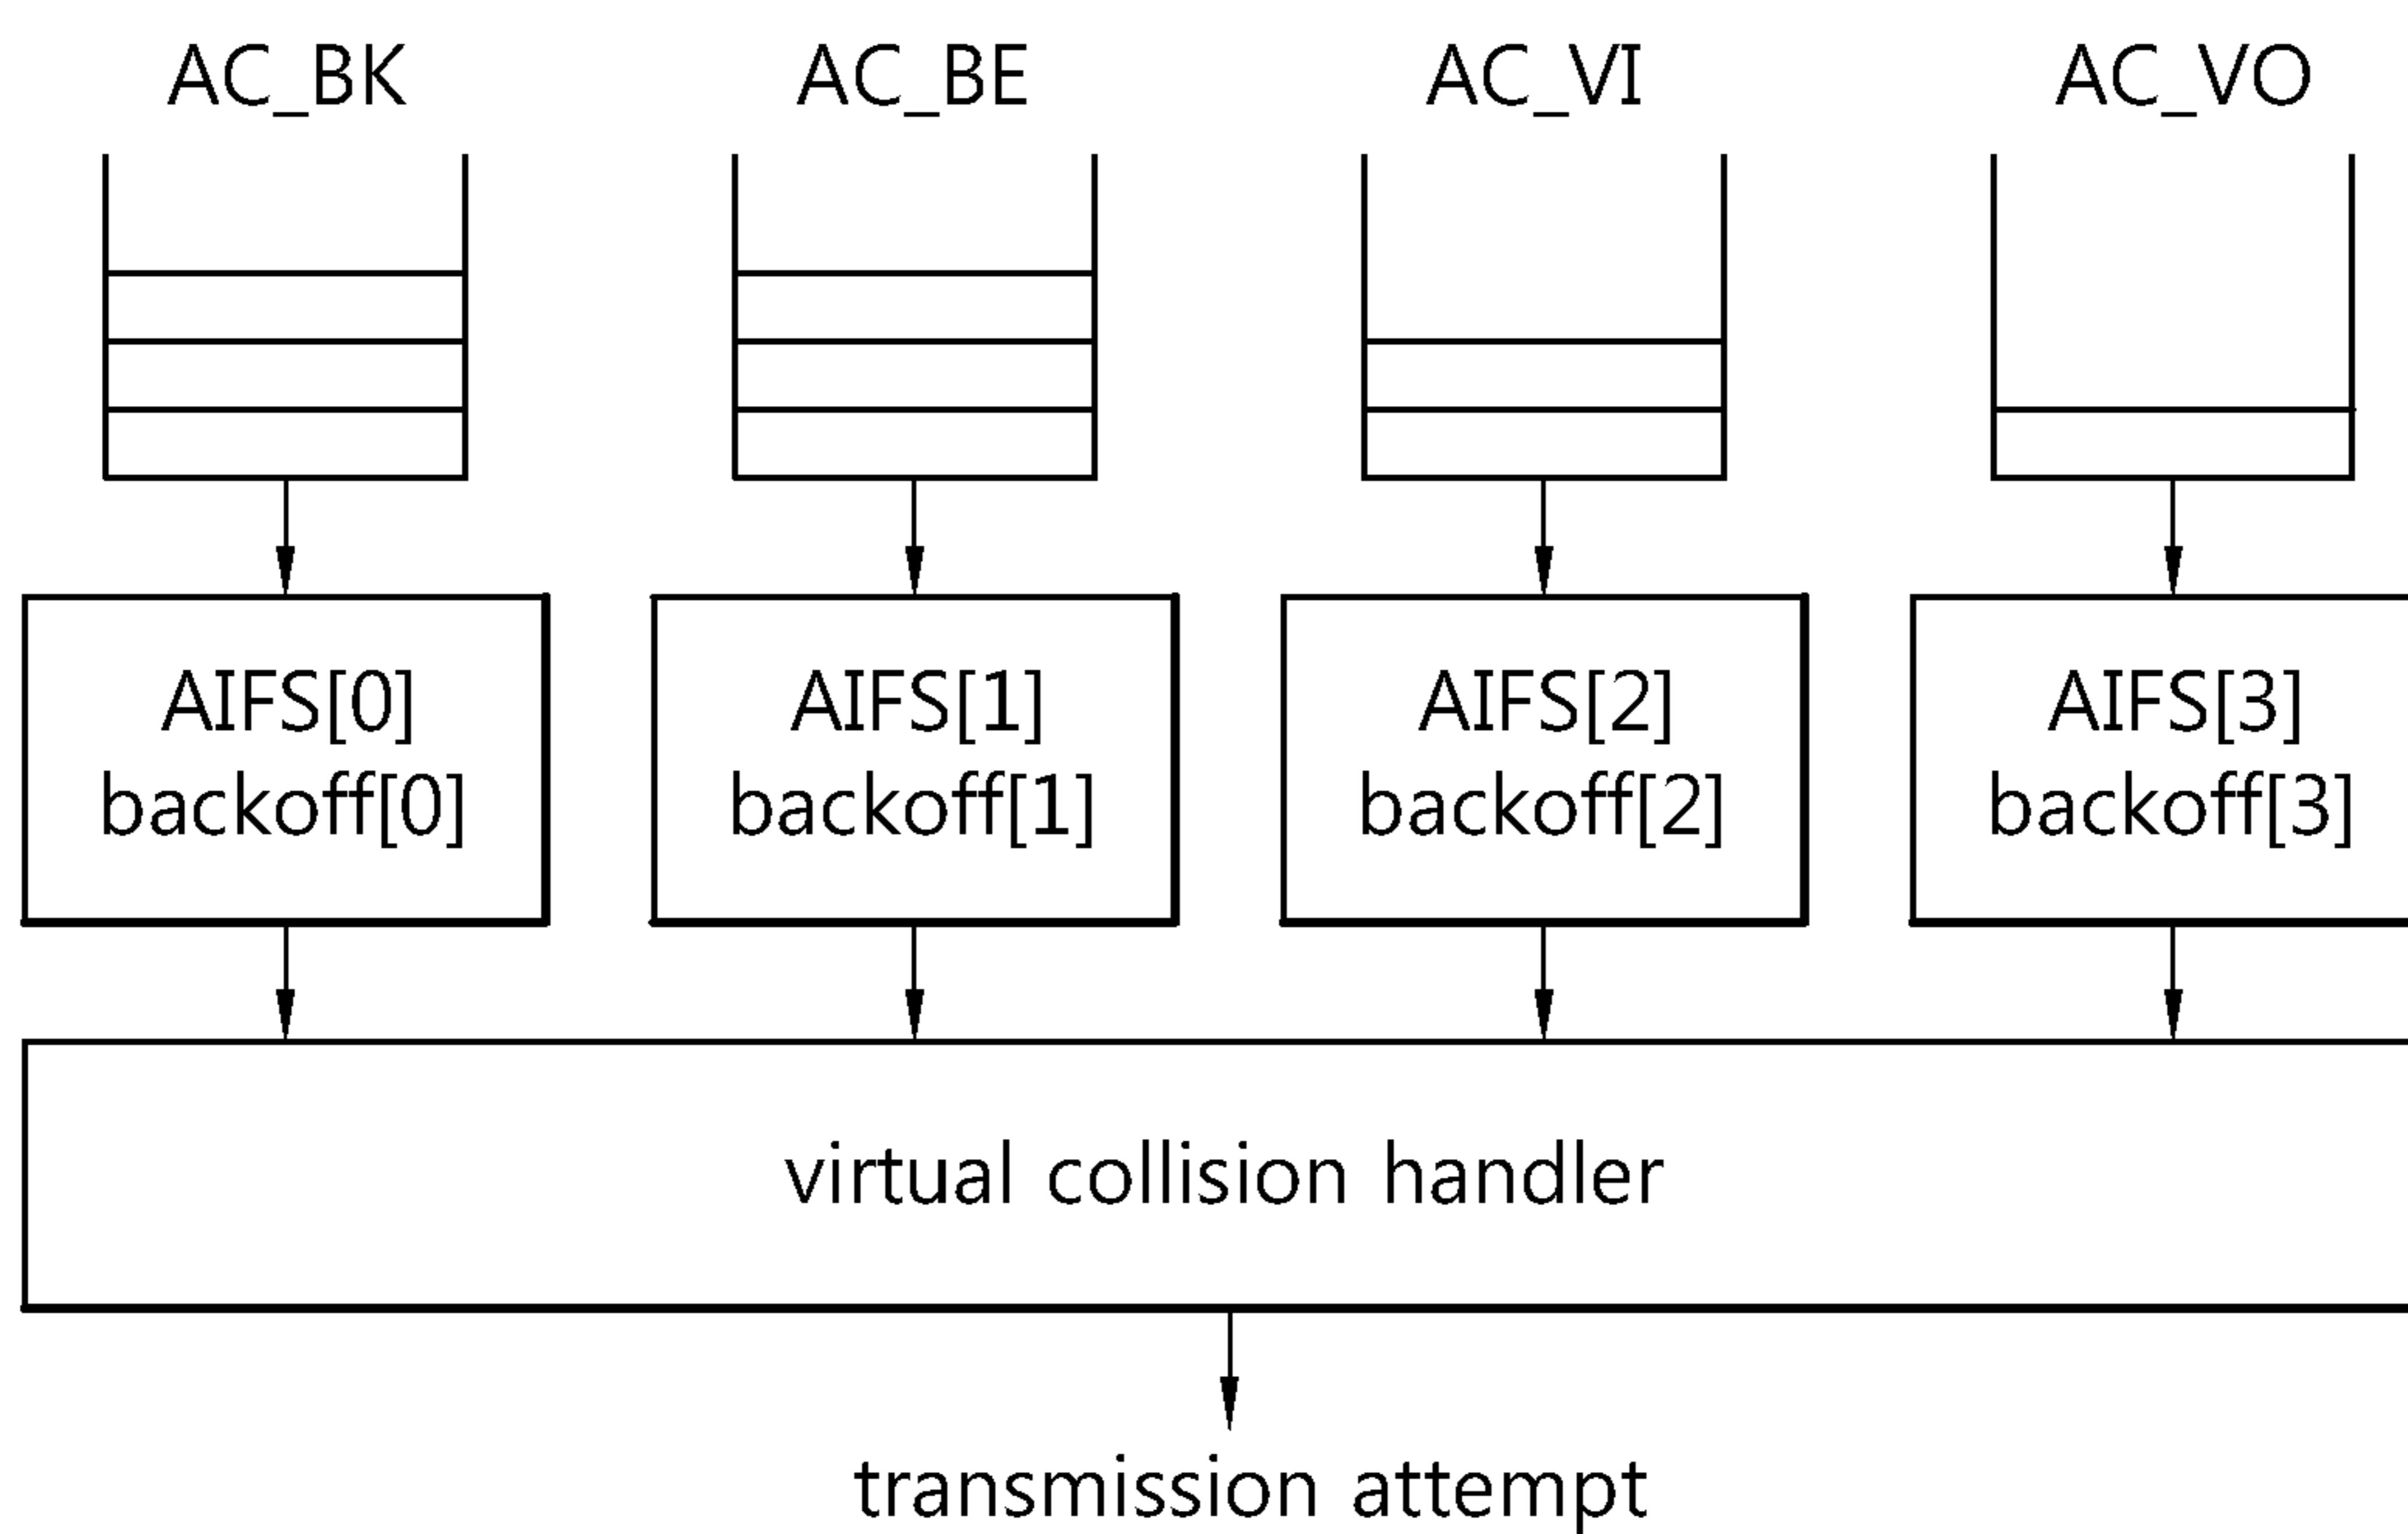 AC_BK AC_BE AC_VI AC_VO
AIFS[0] AIFS[1] AIFS[2] AIFS[3]
backoff[0] backoff[1] backoff[2] backoff[3]
virtual collision handler
transmission attempt